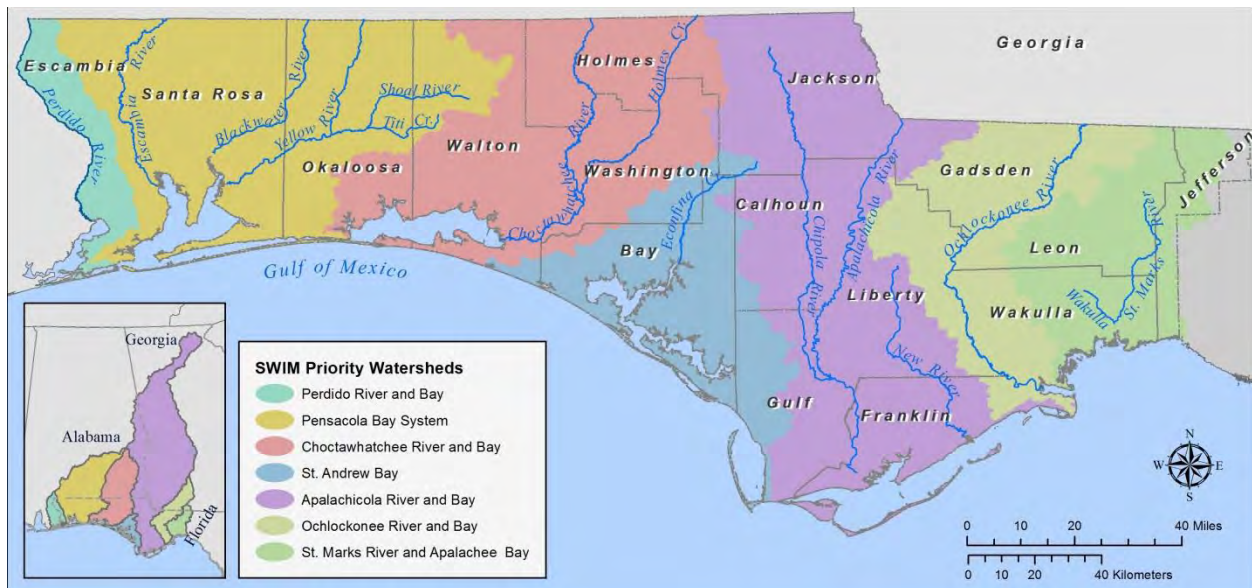 Georgia
Escambia
Santa Rosa
Okaloosa
Walton
Holmes
Washington
Bay
Jackson
Calhoun
Gulf
Liberty
Franklin
Gadsden
Leon
Wakulla
Jefferson
Perdido River
Escambia River
Blackwater River
Yellow River
Shoal River
Titi Cr.
Choctawhatchee River
Holmes Cr.
Econfina C.
Chipola River
Apalachicola River
New River
Ochlockonee River
Wakulla
St. Marks River
Gulf of Mexico
Georgia
Alabama
Florida
SWIM Priority Watersheds
Perdido River and Bay
Pensacola Bay System
Choctawhatchee River and Bay
St. Andrew Bay
Apalachicola River and Bay
Ochlockonee River and Bay
St. Marks River and Apalachee Bay
N
W E
S
0 10 20 40 Miles
0 10 20 40 Kilometers